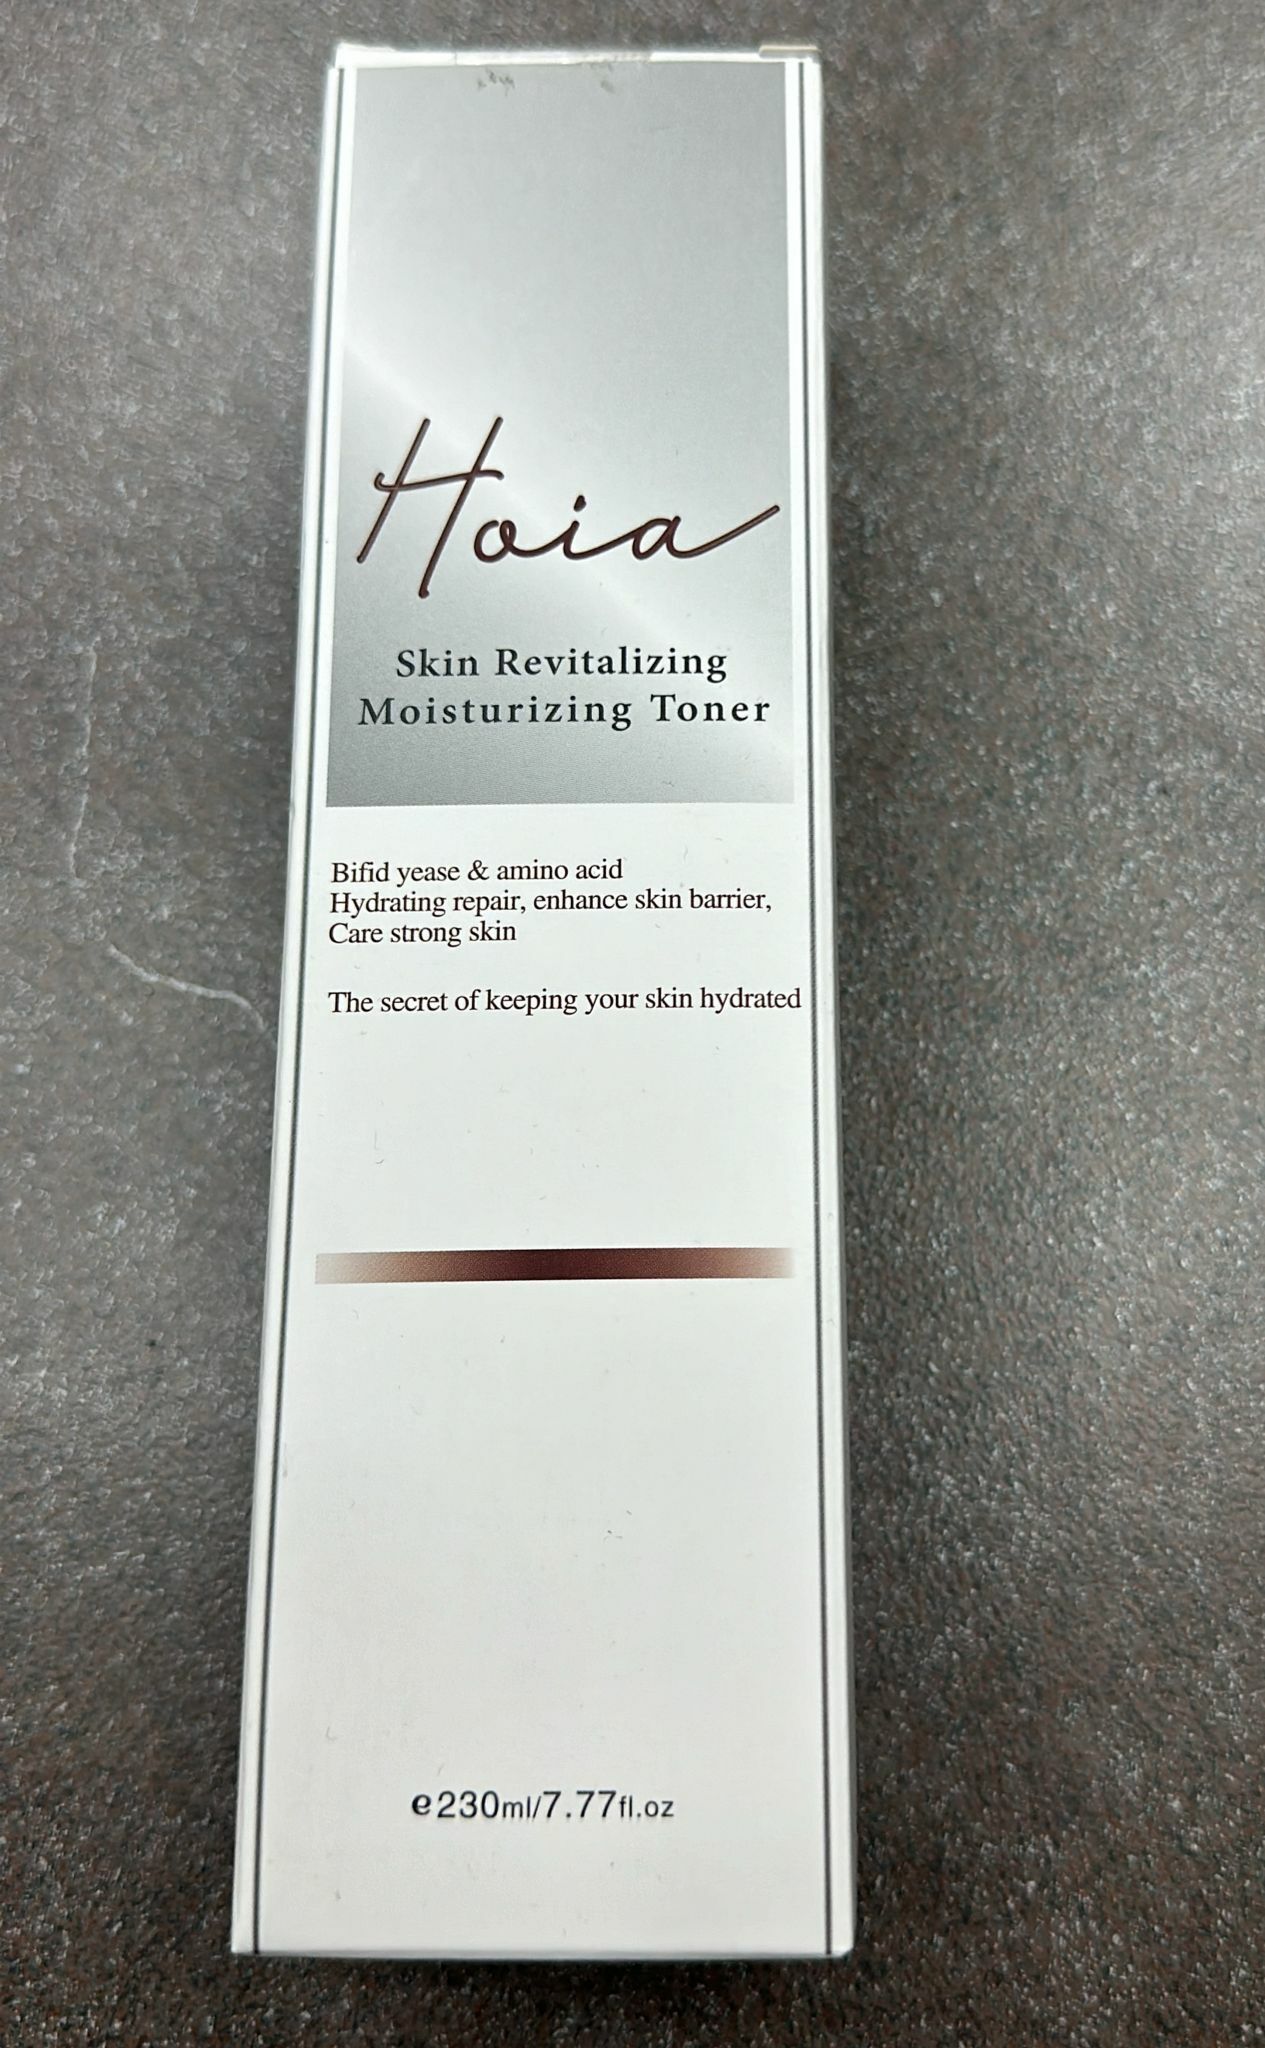 Hoia
Skin Revitalizing
Moisturizing Toner
Bifid yease & amino acid
Hydrating repair, enhance skin barrier,
Care strong skin
The secret of keeping your skin hydrated
℮230ml/7.77fl.oz